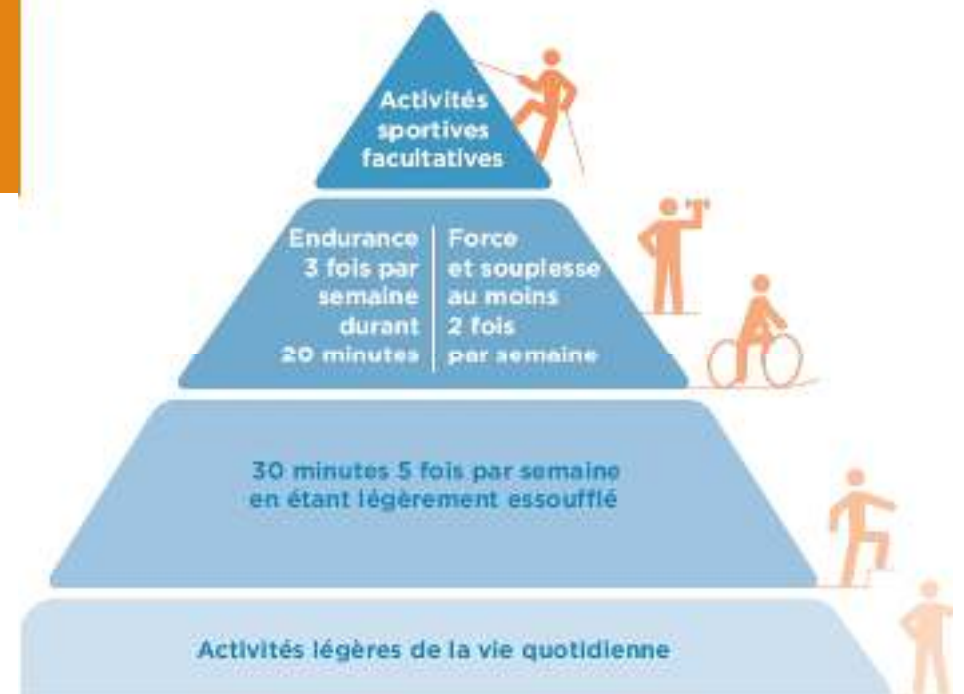 Activités
sportives
facultatives
Endurance
3 fois par
semaine
durant
20 minutes
Force
et souplesse
au moins
2 fois
par semaine
30 minutes 5 fois par semaine
en étant légèrement essoufflé
Activités légères de la vie quotidienne